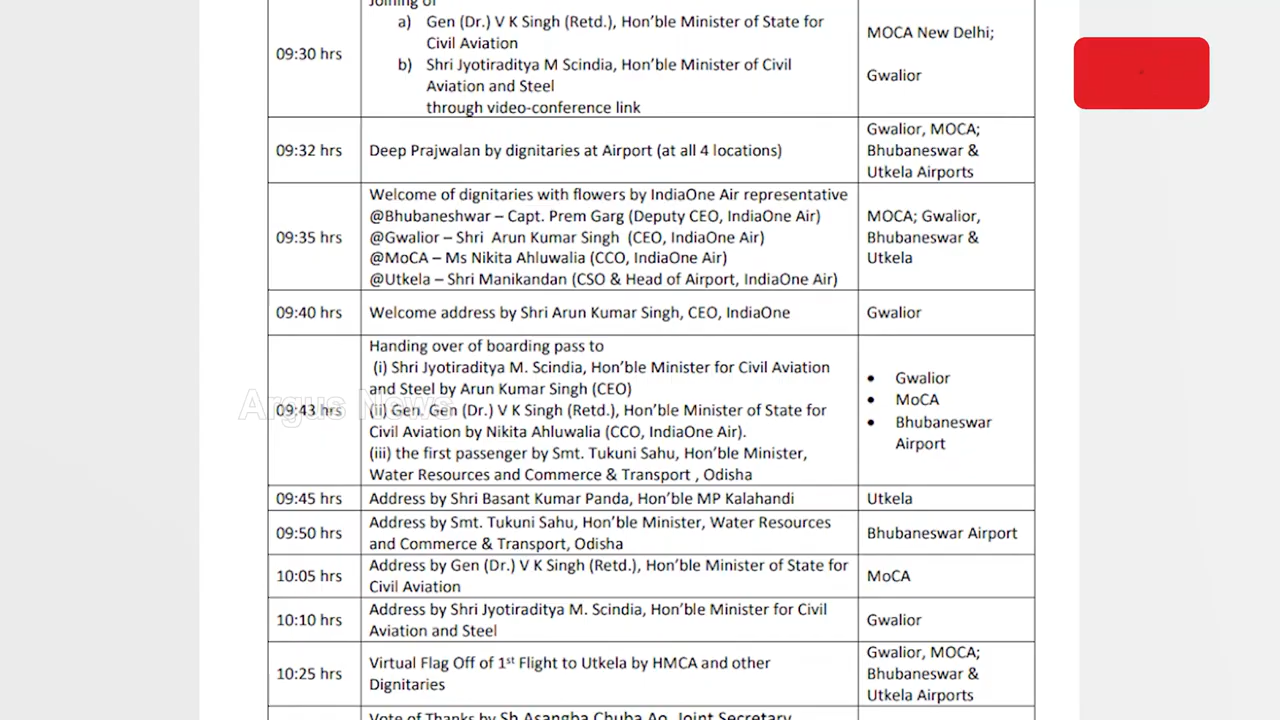 Joining of
09:30 hrs
a) Gen (Dr.) V K Singh (Retd.), Hon’ble Minister of State for
Civil Aviation
b) Shri Jyotiraditya M Scindia, Hon’ble Minister of Civil
Aviation and Steel
through video-conference link
MOCA New Delhi;
Gwalior
09:32 hrs
Deep Prajwalan by dignitaries at Airport (at all 4 locations)
Gwalior, MOCA;
Bhubaneswar &
Utkela Airports
09:35 hrs
Welcome of dignitaries with flowers by IndiaOne Air representative
@Bhubaneshwar – Capt. Prem Garg (Deputy CEO, IndiaOne Air)
@Gwalior – Shri Arun Kumar Singh (CEO, IndiaOne Air)
@MoCA – Ms Nikita Ahluwalia (CCO, IndiaOne Air)
@Utkela – Shri Manikandan (CSO & Head of Airport, IndiaOne Air)
MOCA; Gwalior,
Bhubaneswar &
Utkela
09:40 hrs
Welcome address by Shri Arun Kumar Singh, CEO, IndiaOne
Gwalior
09:43 hrs
Handing over of boarding pass to
(i) Shri Jyotiraditya M. Scindia, Hon’ble Minister for Civil Aviation
and Steel by Arun Kumar Singh (CEO)
(ii) Gen. Gen (Dr.) V K Singh (Retd.), Hon’ble Minister of State for
Civil Aviation by Nikita Ahluwalia (CCO, IndiaOne Air).
(iii) the first passenger by Smt. Tukuni Sahu, Hon’ble Minister,
Water Resources and Commerce & Transport , Odisha
• Gwalior
• MoCA
• Bhubaneswar
Airport
Argus News
09:45 hrs
Address by Shri Basant Kumar Panda, Hon’ble MP Kalahandi
Utkela
09:50 hrs
Address by Smt. Tukuni Sahu, Hon’ble Minister, Water Resources
and Commerce & Transport, Odisha
Bhubaneswar Airport
10:05 hrs
Address by Gen (Dr.) V K Singh (Retd.), Hon’ble Minister of State for
Civil Aviation
MoCA
10:10 hrs
Address by Shri Jyotiraditya M. Scindia, Hon’ble Minister for Civil
Aviation and Steel
Gwalior
10:25 hrs
Virtual Flag Off of 1st Flight to Utkela by HMCA and other
Dignitaries
Gwalior, MOCA;
Bhubaneswar &
Utkela Airports
Vote of Thanks by Sh Asangba Chuba Ao, Joint Secretary